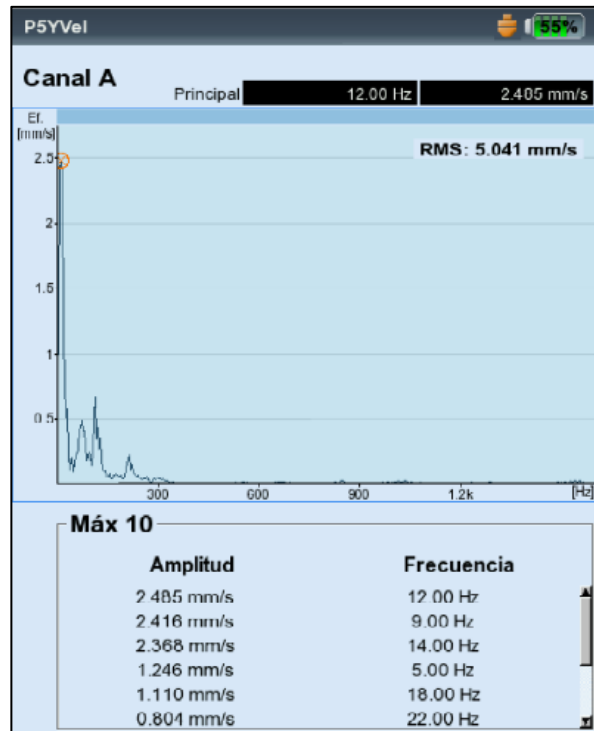 P5YVel
55%
Canal A
Principal 12.00 Hz 2.485 mm/s
Ef.
[mm/s]
RMS: 5.041 mm/s
2.5
2
1.5
1
0.5
300 600 900 1.2k [Hz]
Máx 10
Amplitud Frecuencia
2.485 mm/s 12.00 Hz
2.416 mm/s 9.00 Hz
2.368 mm/s 14.00 Hz
1.246 mm/s 5.00 Hz
1.110 mm/s 18.00 Hz
0.804 mm/s 22.00 Hz